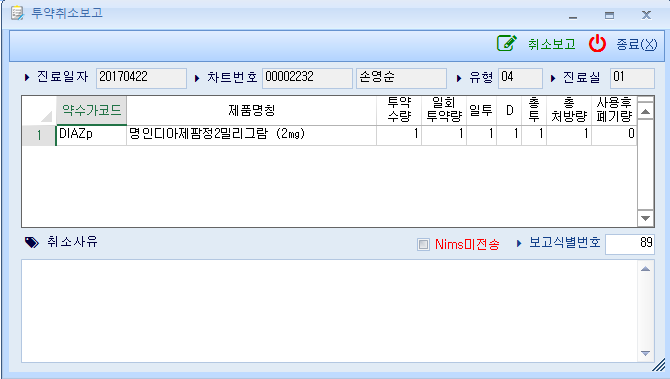 투약취소보고
취소보고 종료(X)
진료일자 20170422 차트번호 00002232 손영순 유형 04 진료실 01
약수가코드 제품명칭 투약수량 일회투약량 일투 D 총투 총처방량 사용후폐기량
1 DIAZp 명인디아제팜정2밀리그람 (2mg) 1 1 1 1 1 1 0
취소사유 Nims미전송 보고식별번호 89